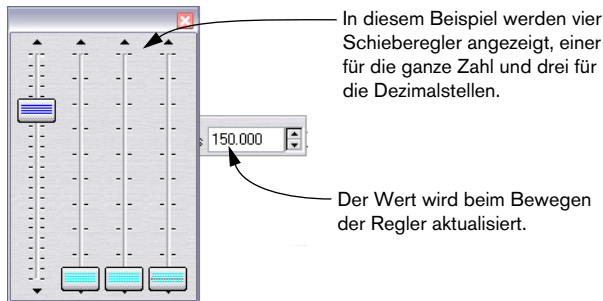 In diesem Beispiel werden vier
Schieberegler angezeigt, einer
für die ganze Zahl und drei für
die Dezimalstellen.
150.000
Der Wert wird beim Bewegen
der Regler aktualisiert.